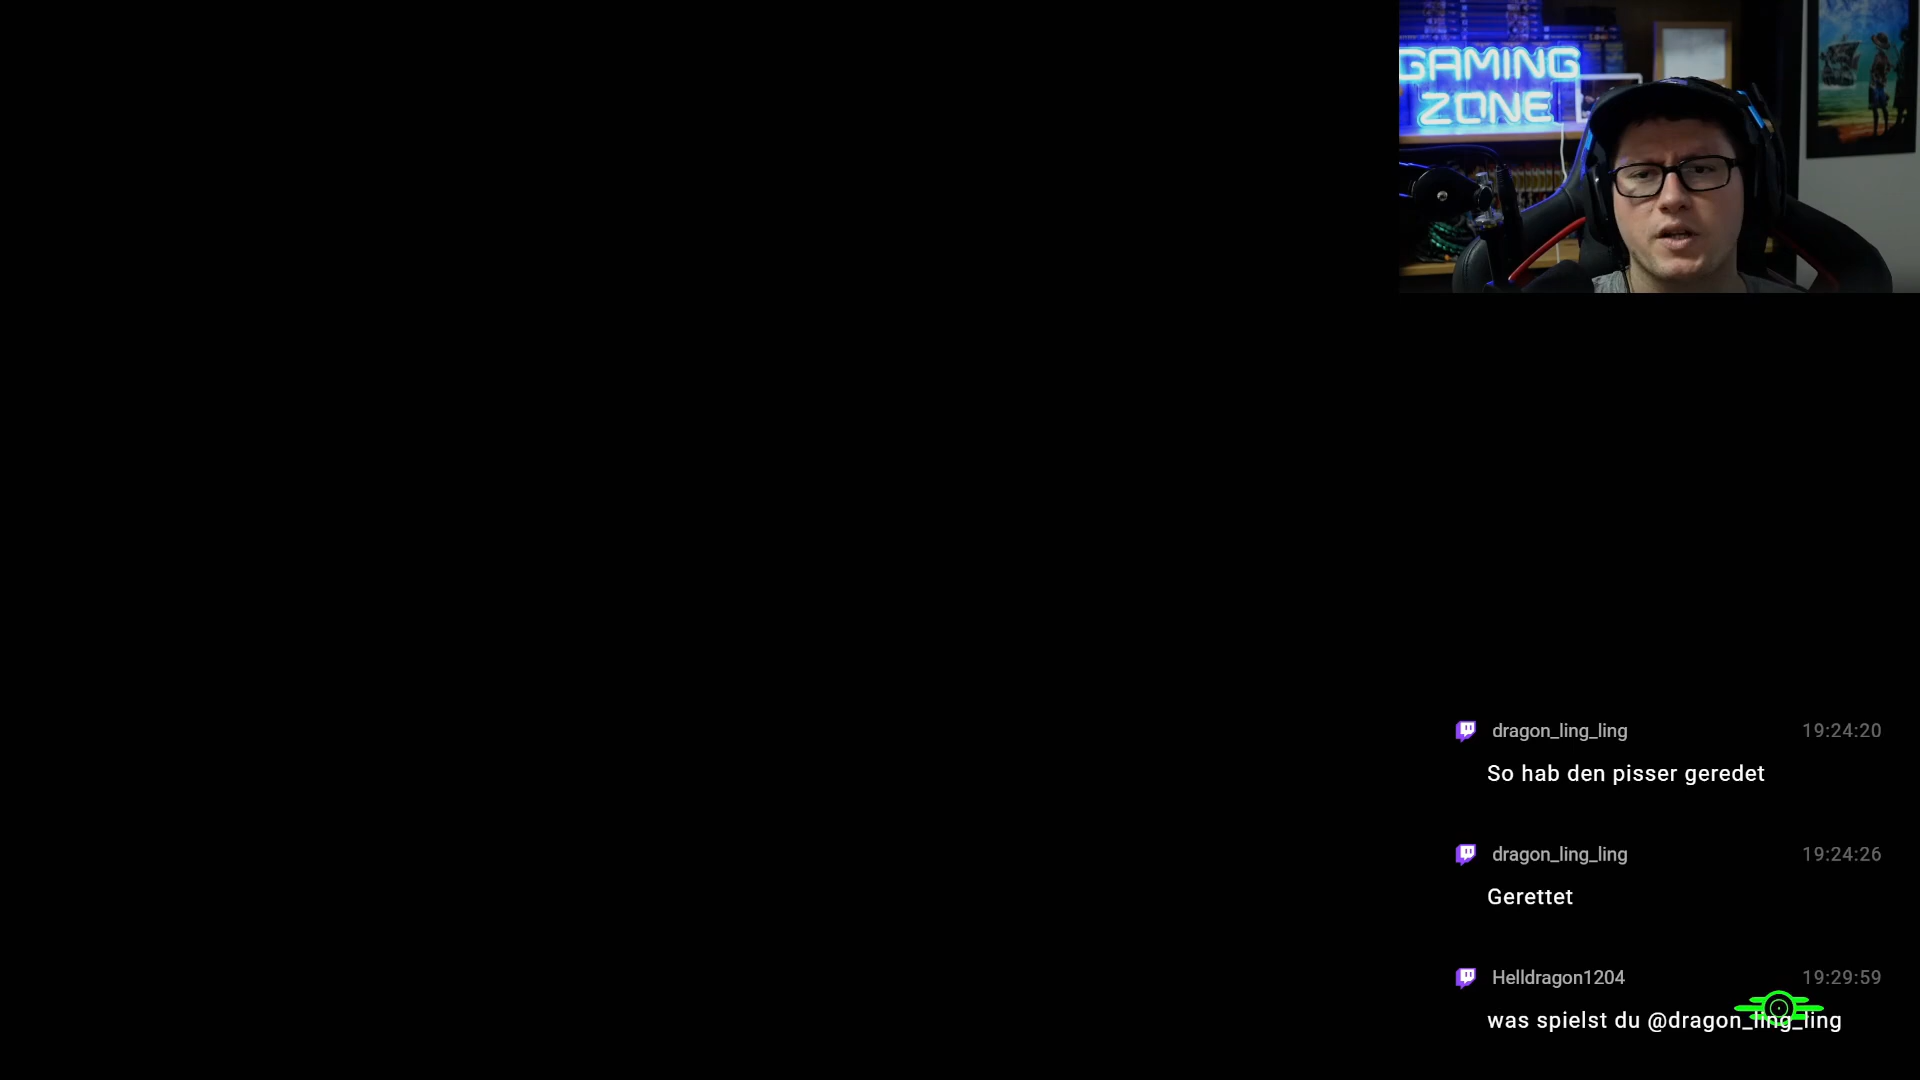 GAMING
ZONE
dragon_ling_ling 19:24:20
So hab den pisser geredet
dragon_ling_ling 19:24:26
Gerettet
Helldragon1204 19:29:59
was spielst du @dragon_ling_ling